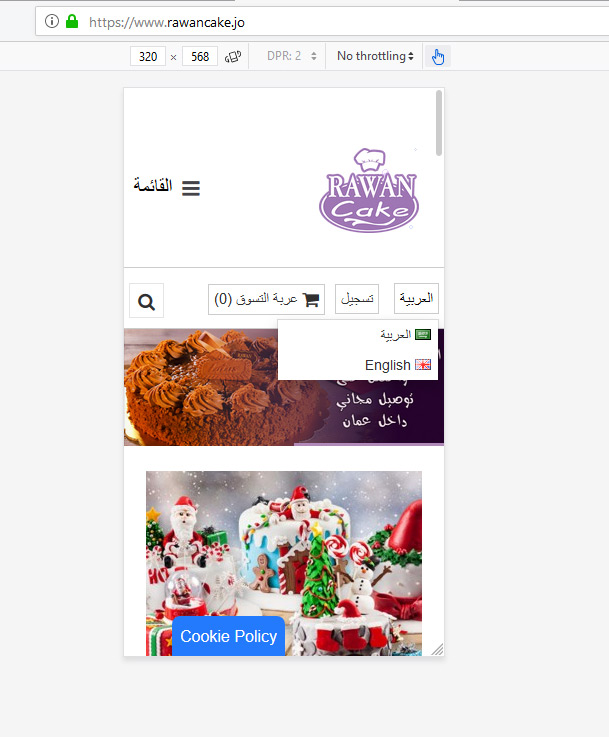 https://www.rawancake.jo
320 × 568 DPR: 2 No throttling
RAWAN
Cake
القائمة
العربية
تسجيل
عربة التسوق (0)
العربية
English
توصيل مجاني
داخل عمان
Cookie Policy